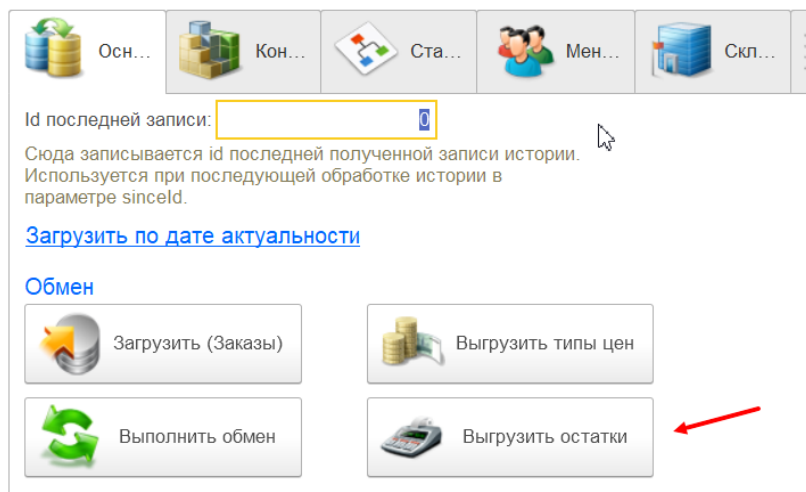 Осн... Кон... Ста... Мен... Скл...
Id последней записи: 0
Сюда записывается id последней полученной записи истории.
Используется при последующей обработке истории в
параметре sinceId.
Загрузить по дате актуальности
Обмен
Загрузить (Заказы) Выгрузить типы цен
Выполнить обмен Выгрузить остатки